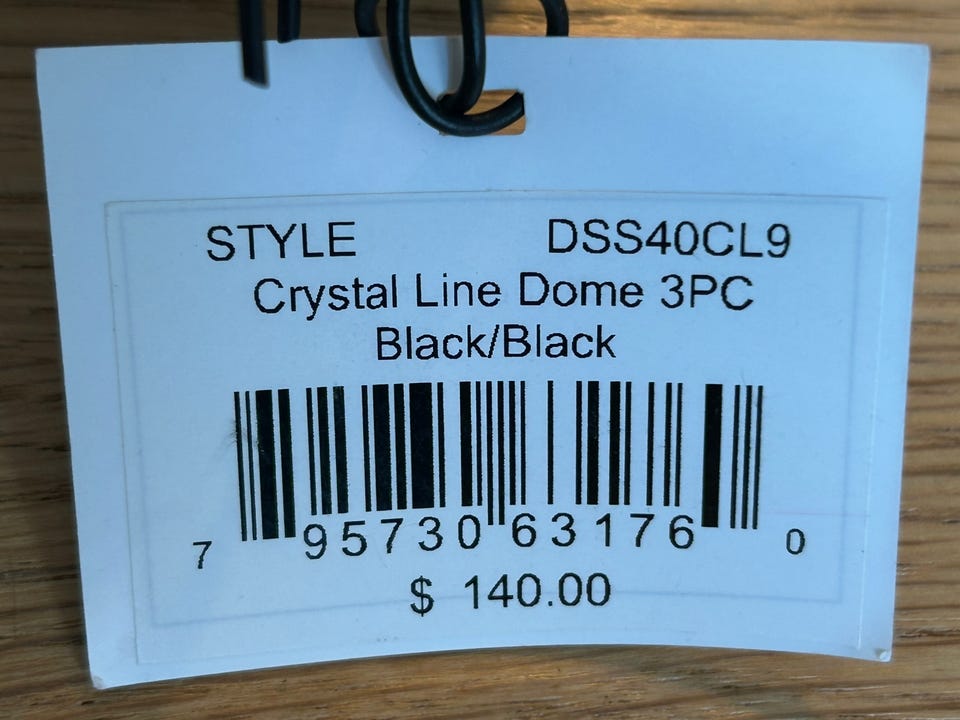 STYLE DSS40CL9
Crystal Line Dome 3PC
Black/Black
7 95730 63176 0
$ 140.00